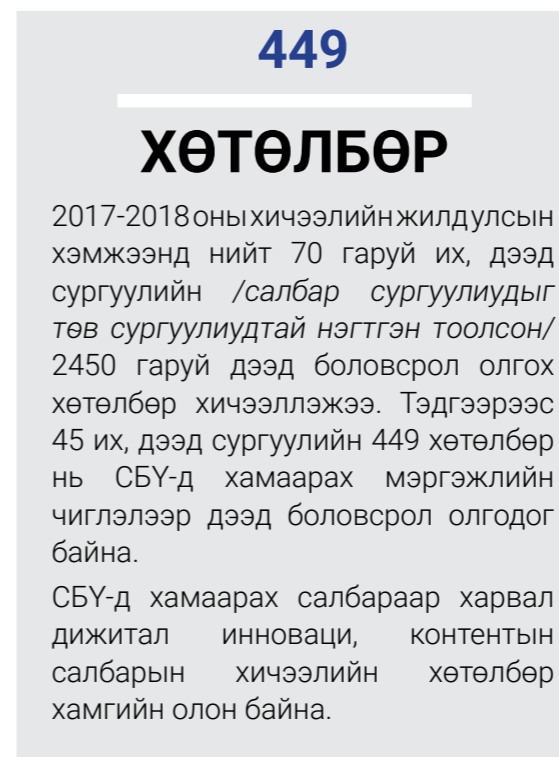 449
ХӨТӨЛБӨР
2017-2018 оны хичээлийн жилд улсын
хэмжээнд нийт 70 гаруй их, дээд
сургуулийн /салбар сургуулиудыг
төв сургуулиудтай нэгтгэн тоолсон/
2450 гаруй дээд боловсрол олгох
хөтөлбөр хичээллэжээ. Тэдгээрээс
45 их, дээд сургуулийн 449 хөтөлбөр
нь СБҮ-д хамаарах мэргэжлийн
чиглэлээр дээд боловсрол олгодог
байна.
СБҮ-д хамаарах салбараар харвал
дижитал инноваци, контентын
салбарын хичээлийн хөтөлбөр
хамгийн олон байна.